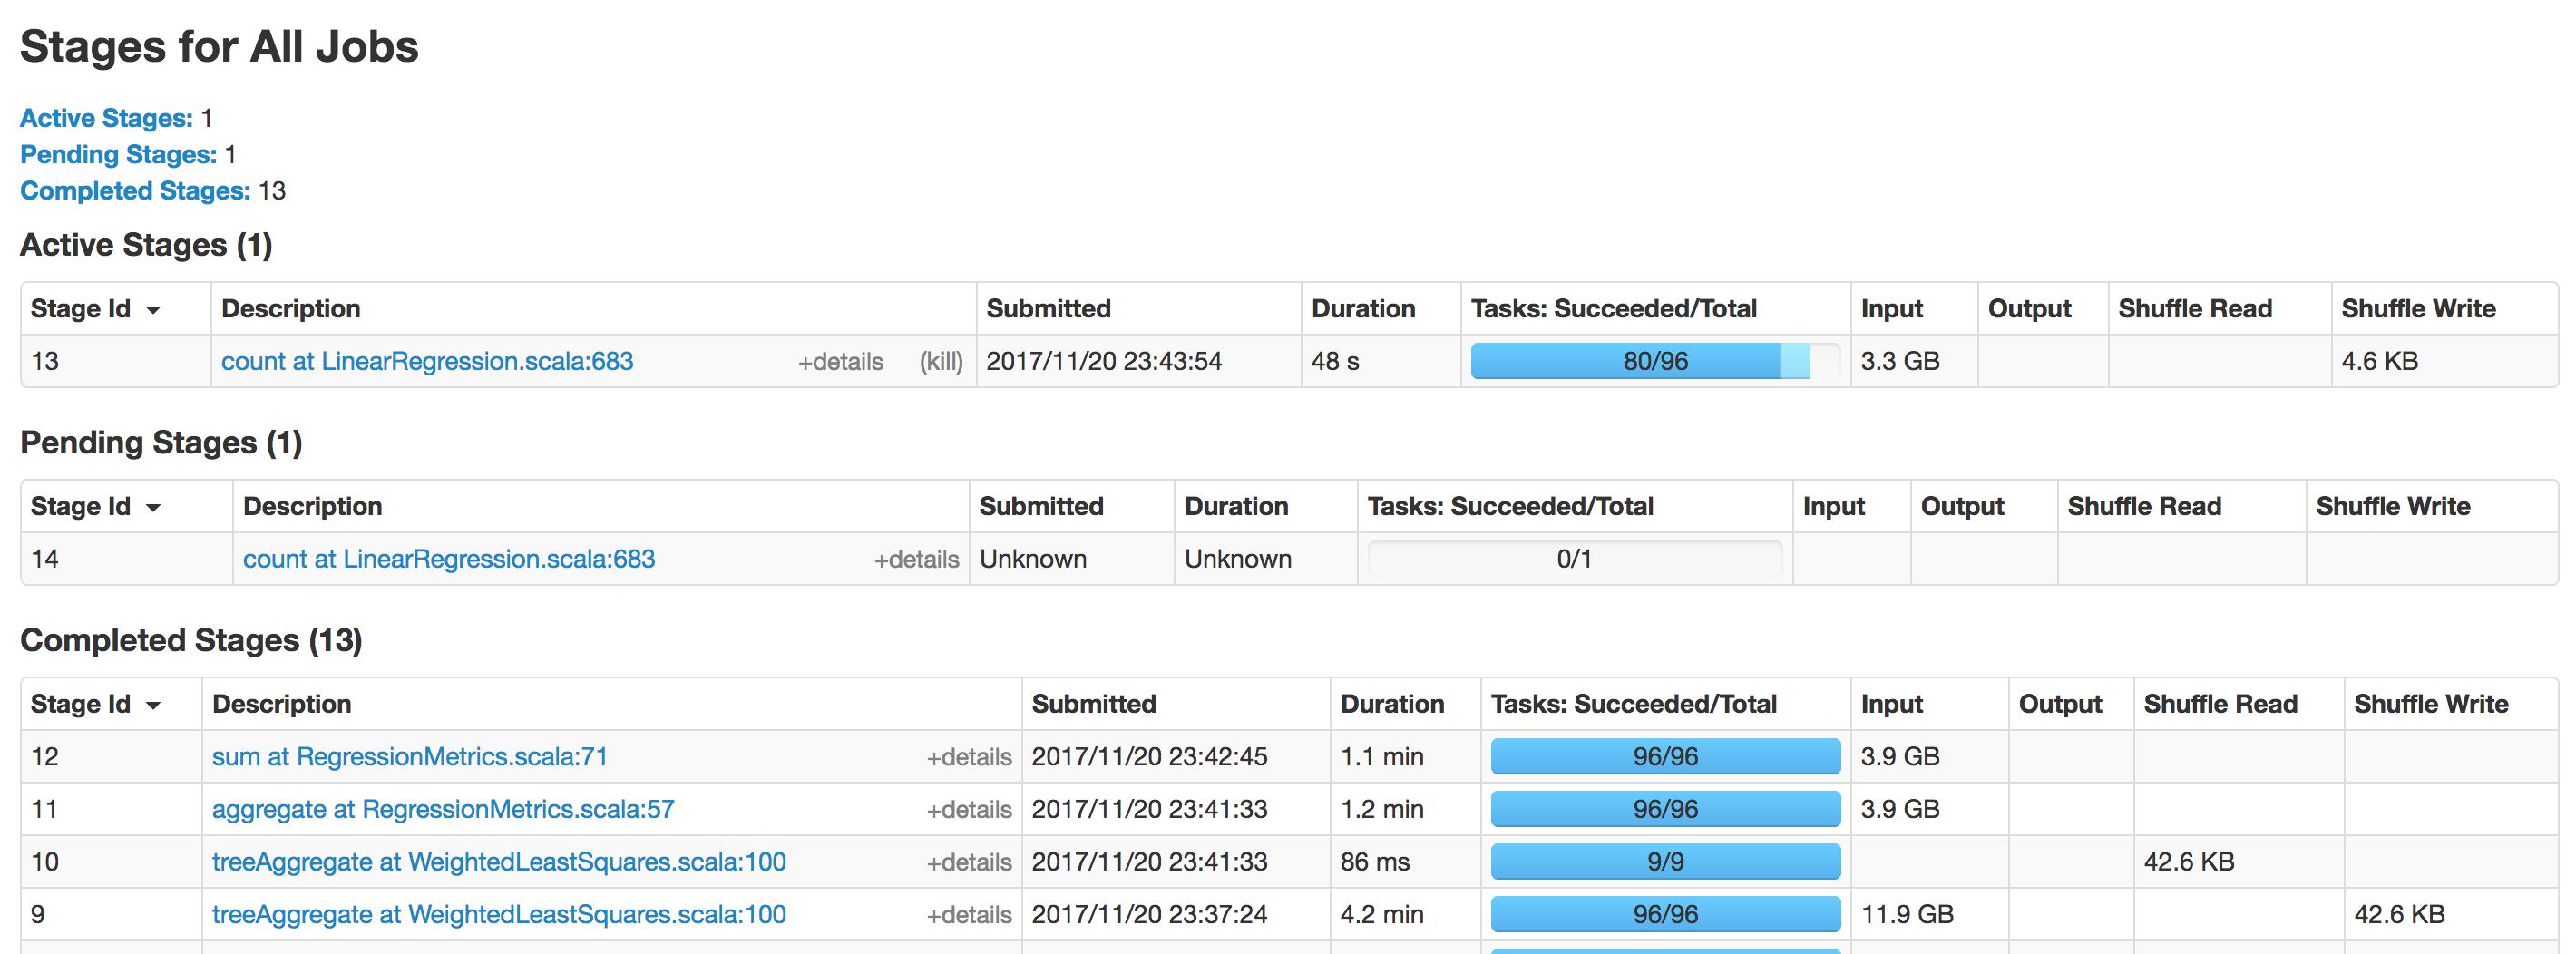 Stages for All Jobs
Active Stages: 1
Pending Stages: 1
Completed Stages: 13
Active Stages (1)
Stage Id Description Submitted Duration Tasks: Succeeded/Total Input Output Shuffle Read Shuffle Write
13 count at LinearRegression.scala:683 +details (kill) 2017/11/20 23:43:54 48 s 80/96 3.3 GB 4.6 KB
Pending Stages (1)
Stage Id Description Submitted Duration Tasks: Succeeded/Total Input Output Shuffle Read Shuffle Write
14 count at LinearRegression.scala:683 +details Unknown Unknown 0/1
Completed Stages (13)
Stage Id Description Submitted Duration Tasks: Succeeded/Total Input Output Shuffle Read Shuffle Write
12 sum at RegressionMetrics.scala:71 +details 2017/11/20 23:42:45 1.1 min 96/96 3.9 GB
11 aggregate at RegressionMetrics.scala:57 +details 2017/11/20 23:41:33 1.2 min 96/96 3.9 GB
10 treeAggregate at WeightedLeastSquares.scala:100 +details 2017/11/20 23:41:33 86 ms 9/9 42.6 KB
9 treeAggregate at WeightedLeastSquares.scala:100 +details 2017/11/20 23:37:24 4.2 min 96/96 11.9 GB 42.6 KB